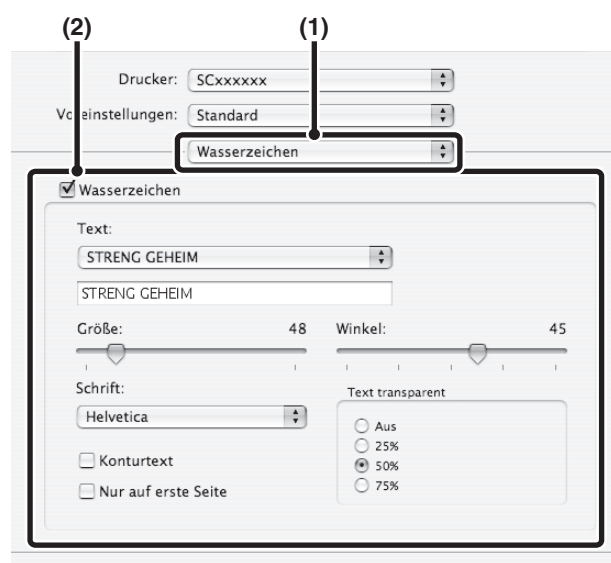 (2) (1)
Drucker: SCxxxxxx
Voreinstellungen: Standard
Wasserzeichen
Wasserzeichen
Text:
STRENG GEHEIM
STRENG GEHEIM
Größe: 48 Winkel: 45
Schrift: Text transparent
Helvetica
Aus
25%
Konturtext
50%
75%
Nur auf erste Seite